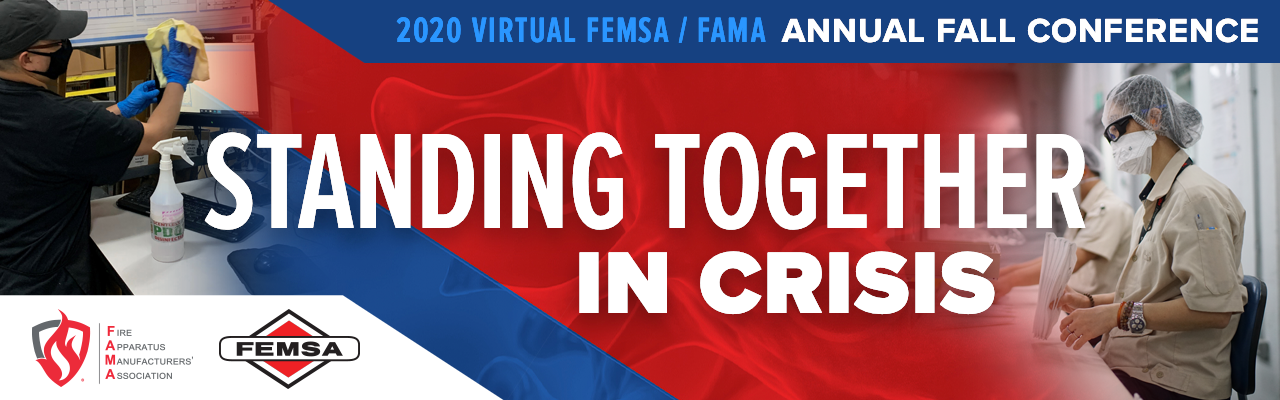 2020 VIRTUAL FEMSA / FAMA ANNUAL FALL CONFERENCE
STANDING TOGETHER
IN CRISIS
FIRE
APPARATUS
MANUFACTURERS'
ASSOCIATION
FEMSA